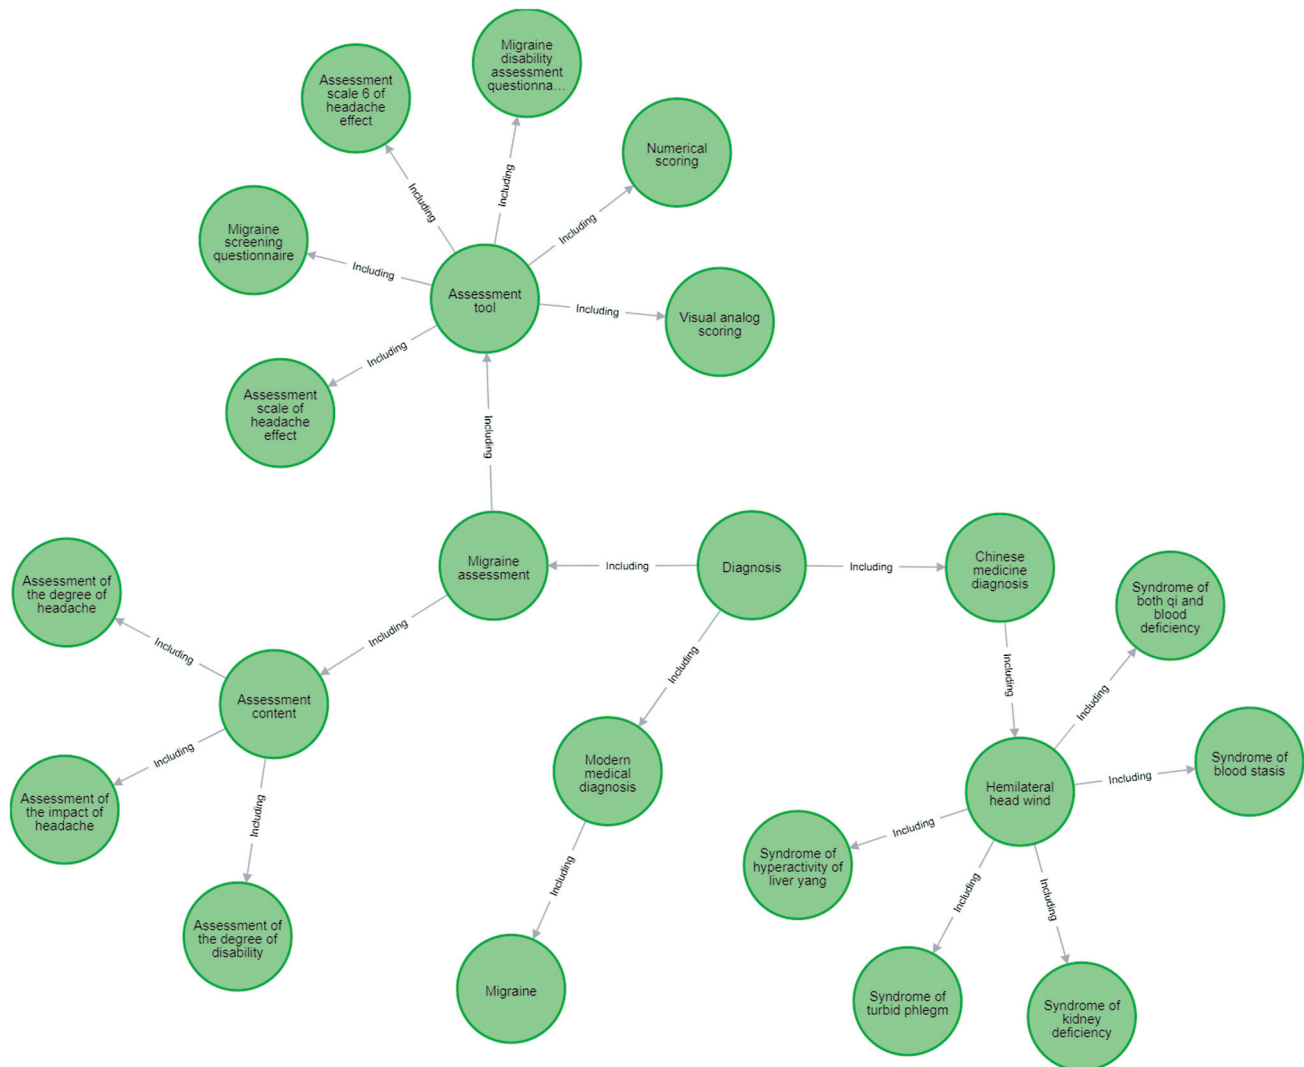 Migraine
disability
assessment
questionna...
Assessment
scale 6 of
headache
effect
Numerical
scoring
Including
Including
Including
Migraine
screening
questionnaire
Including
Assessment
tool
Including
Visual analog
scoring
Including
Assessment
scale of
headache
effect
Including
Migraine
assessment
Including
Diagnosis
Including
Chinese
medicine
diagnosis
Assessment of
the degree of
headache
Including
Including
Including
Including
Syndrome of
both qi and
blood
deficiency
Including
Assessment
content
Including
Assessment of
the impact of
headache
Including
Assessment of
the degree of
disability
Modern
medical
diagnosis
Including
Migraine
Hemilateral
head wind
Including
Syndrome of
blood stasis
Including
Syndrome of
hyperactivity of
liver yang
Including
Including
Syndrome of
turbid phlegm
Syndrome of
kidney
deficiency